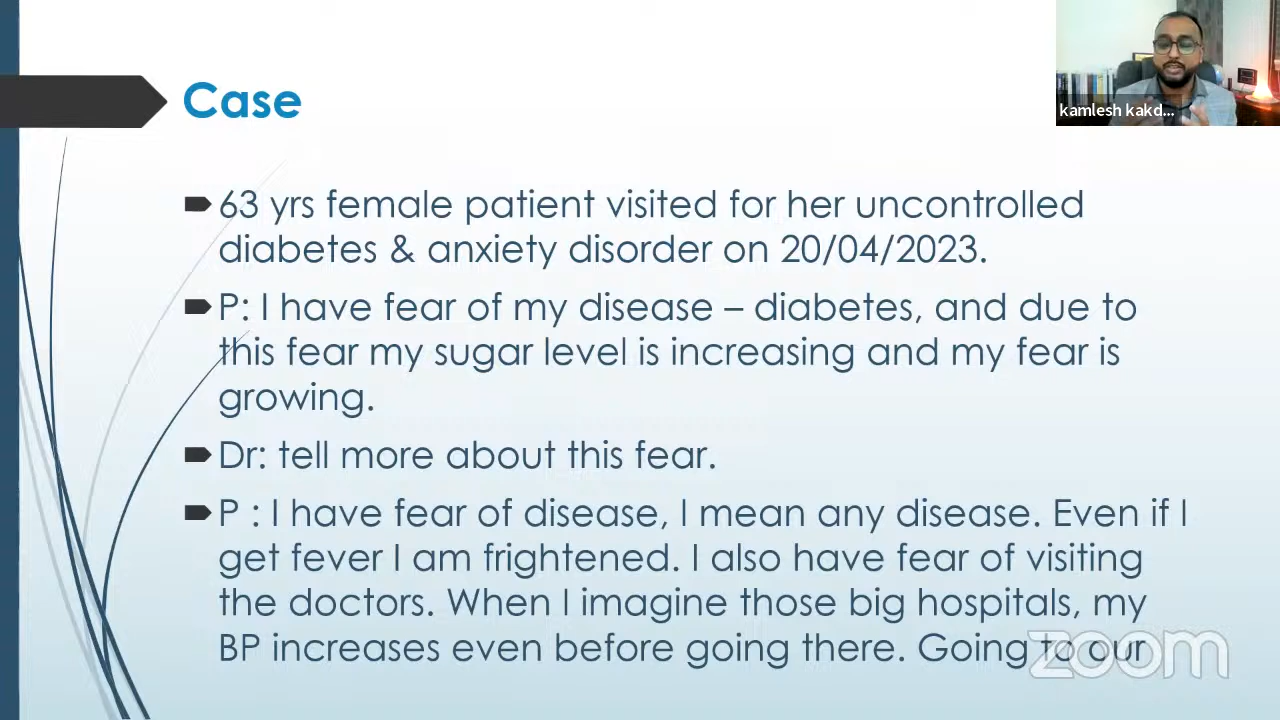 Case
kamlesh kakd...
63 yrs female patient visited for her uncontrolled
diabetes & anxiety disorder on 20/04/2023.
P: I have fear of my disease – diabetes, and due to
this fear my sugar level is increasing and my fear is
growing.
Dr: tell more about this fear.
P : I have fear of disease, I mean any disease. Even if I
get fever I am frightened. I also have fear of visiting
the doctors. When I imagine those big hospitals, my
BP increases even before going there. Going to our
zoom